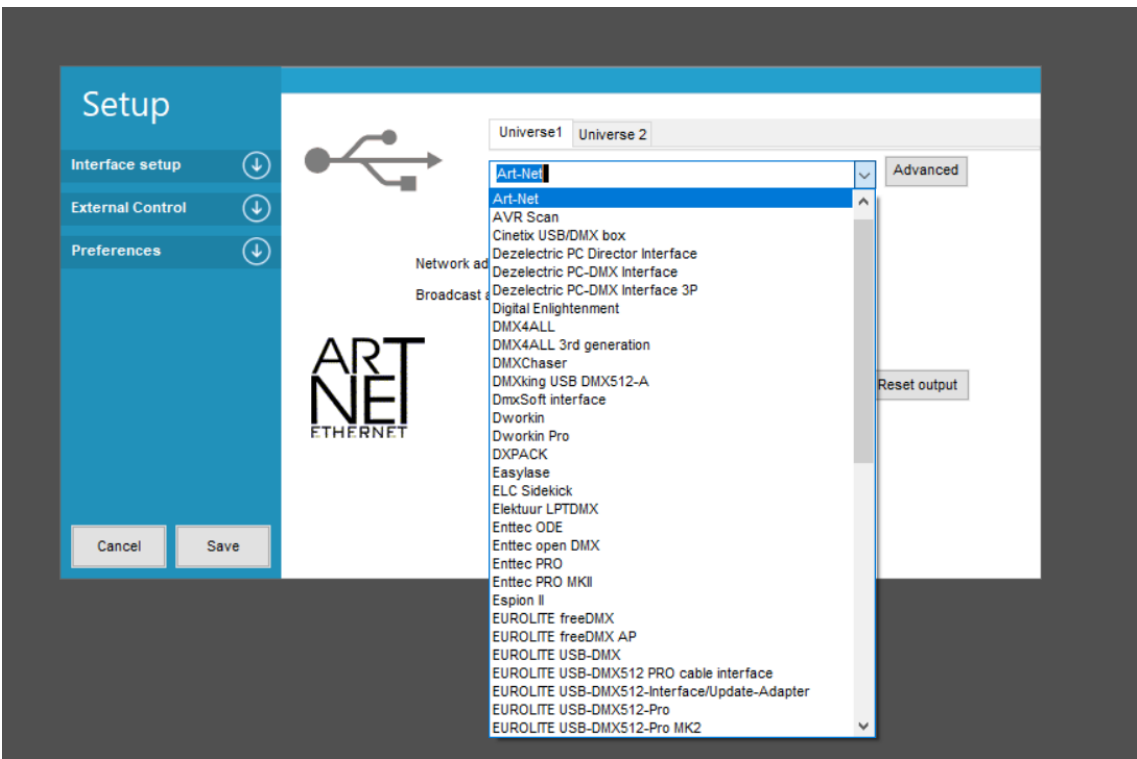 Setup
Interface setup
External Control
Preferences
Cancel
Save
Universe1
Universe 2
Art-Net
Advanced
Art-Net
AVR Scan
Cinetix USB/DMX box
Dezelectric PC Director Interface
Dezelectric PC-DMX Interface
Dezelectric PC-DMX Interface 3P
Digital Enlightenment
DMX4ALL
DMX4ALL 3rd generation
DMXChaser
DMXking USB DMX512-A
DmxSoft interface
Dworkin
Dworkin Pro
DXPACK
Easylase
ELC Sidekick
Elektuur LPTDMX
Enttec ODE
Enttec open DMX
Enttec PRO
Enttec PRO MKII
Espion II
EUROLITE freeDMX
EUROLITE freeDMX AP
EUROLITE USB-DMX
EUROLITE USB-DMX512 PRO cable interface
EUROLITE USB-DMX512-Interface/Update-Adapter
EUROLITE USB-DMX512-Pro
EUROLITE USB-DMX512-Pro MK2
Network ad
Broadcast a
ART
NET
ETHERNET
Reset output